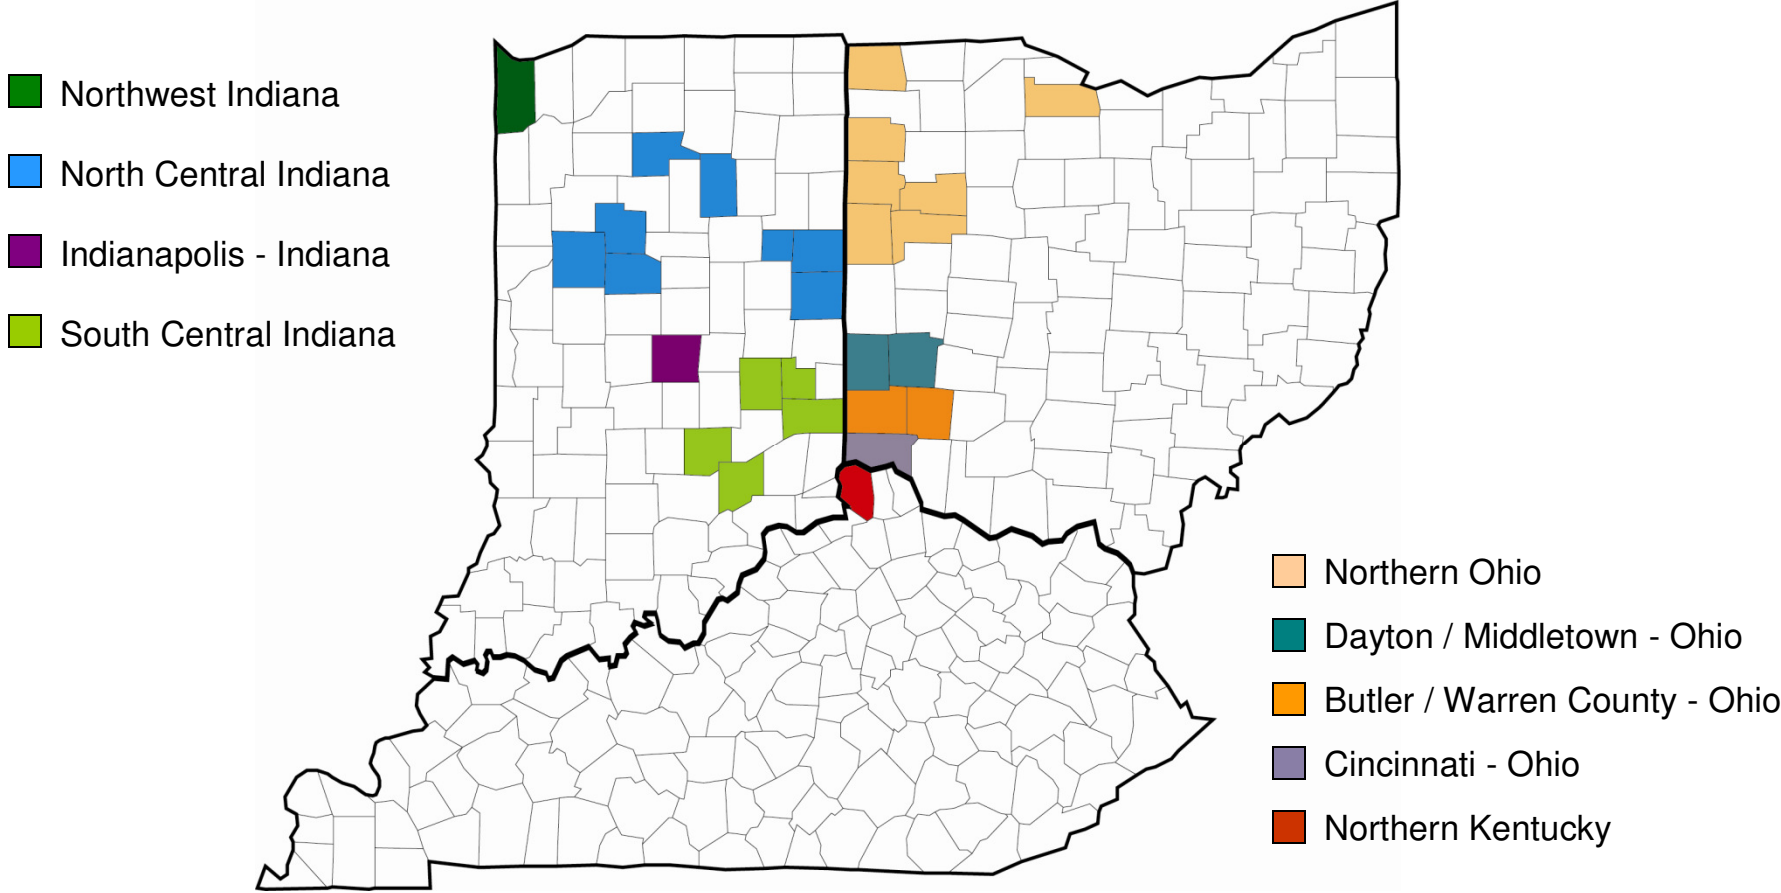 Northwest Indiana
North Central Indiana
Indianapolis - Indiana
South Central Indiana
Northern Ohio
Dayton / Middletown - Ohio
Butler / Warren County - Ohio
Cincinnati - Ohio
Northern Kentucky